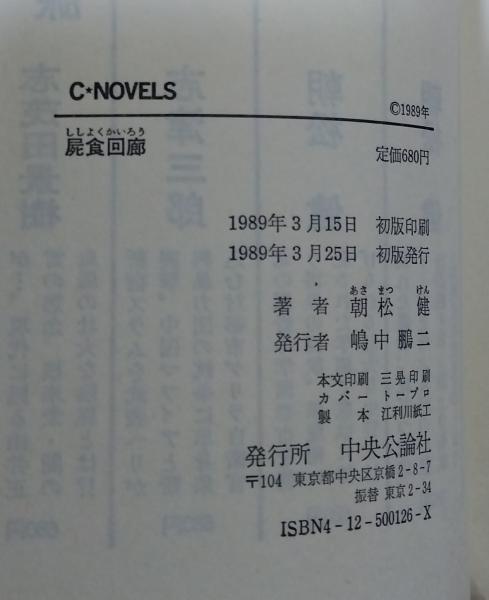 C★NOVELS
©1989年
ししよくかいろう
屍食回廊
定価680円
1989年3月15日 初版印刷
1989年3月25日 初版発行
あさ まつ けん
著者 朝松健
発行者 嶋中鵬二
本文印刷 三晃印刷
カバー トープロ
製本 江利川紙工
発行所 中央公論社
〒104 東京都中央区京橋2-8-7
振替 東京2-34
ISBN4-12-500126-X